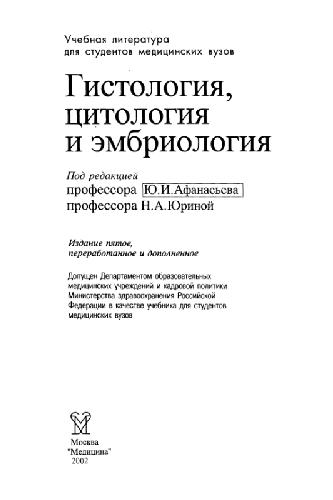 Учебная литература
для студентов медицинских вузов
Гистология,
цитология
и эмбриология
Под редакцией
профессора Ю.И.Афанасьева
профессора Н.А.Юриной
Издание пятое,
переработанное и дополненное
Допущен Департаментом образовательных
медицинских учреждений и кадровой политики
Министерства здравоохранения Российской
Федерации в качестве учебника для студентов
медицинских вузов
Москва
"Медицина"
2002